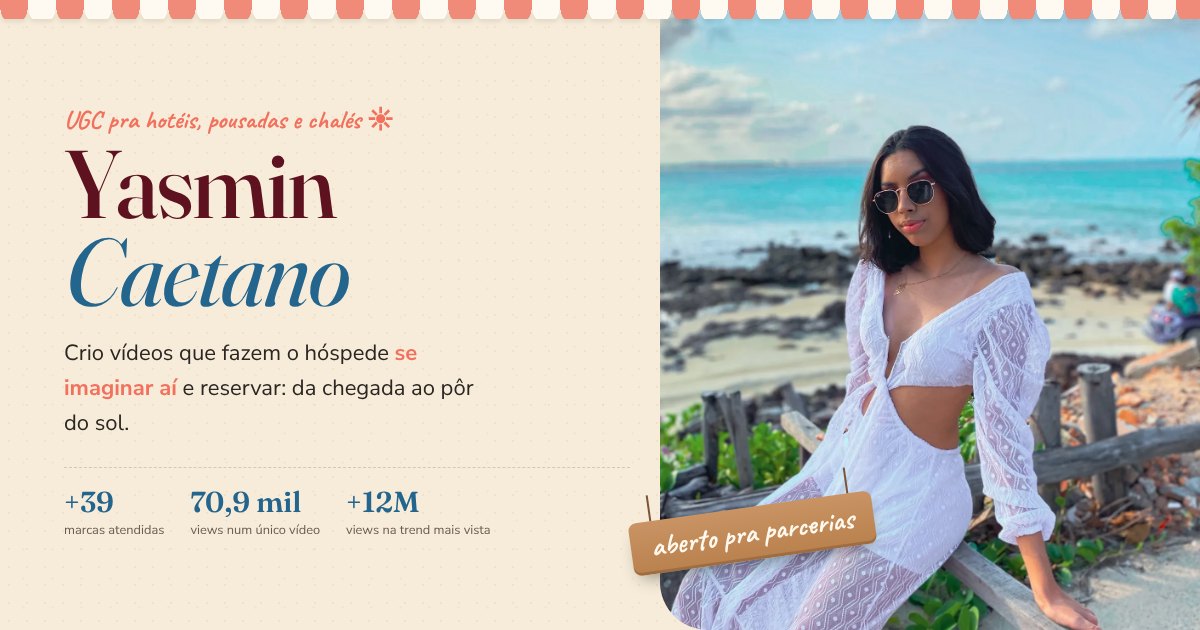 UGC pra hotéis, pousadas e chalés
Yasmin
Caetano
Crio vídeos que fazem o hóspede se
imaginar aí e reservar: da chegada ao pôr
do sol.
+39
marcas atendidas
70,9 mil
views num único vídeo
+12M
views na trend mais vista
aberto pra parcerias